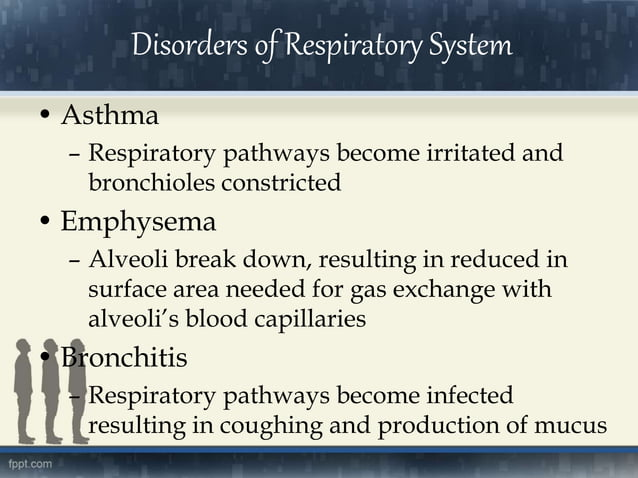 Disorders of Respiratory System
• Asthma
– Respiratory pathways become irritated and
bronchioles constricted
• Emphysema
– Alveoli break down, resulting in reduced in
surface area needed for gas exchange with
alveoli’s blood capillaries
• Bronchitis
– Respiratory pathways become infected
resulting in coughing and production of mucus
fppt.com